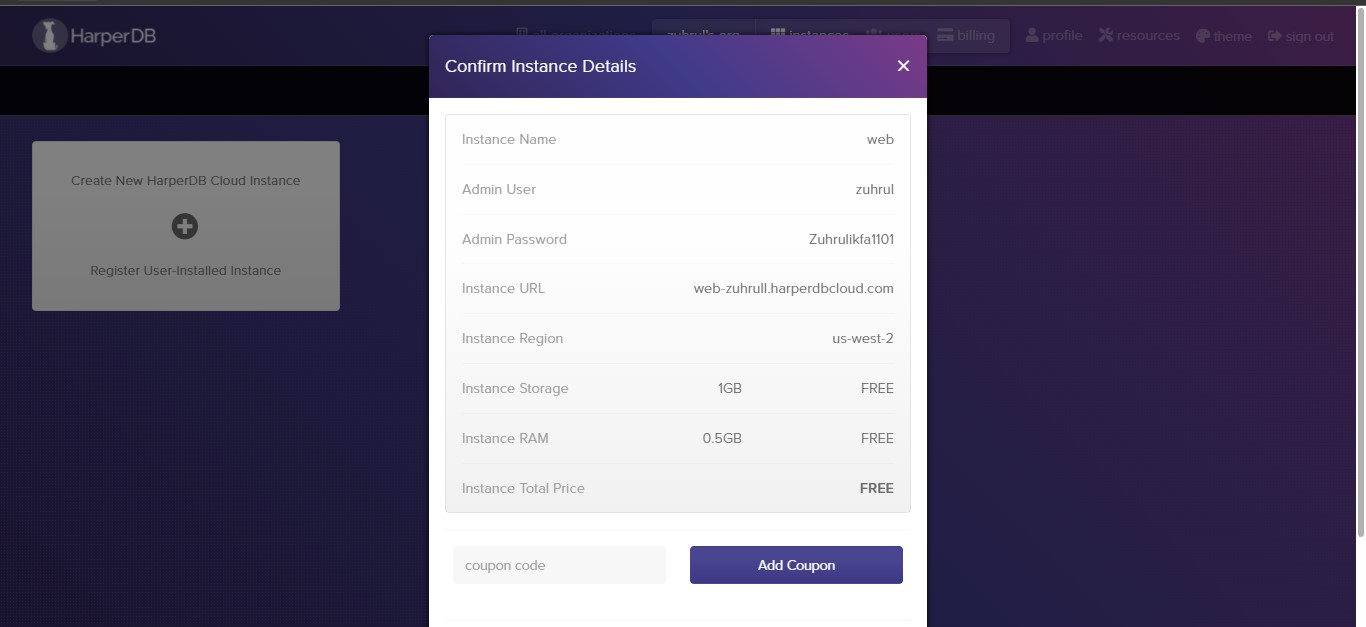 HarperDB
all organizations zuhrul's org instances billing profile resources theme sign out
Confirm Instance Details
Instance Name web
Admin User zuhrul
Admin Password Zuhrulikfa1101
Instance URL web-zuhrull.harperdbcloud.com
Instance Region us-west-2
Instance Storage 1GB FREE
Instance RAM 0.5GB FREE
Instance Total Price FREE
coupon code Add Coupon
Create New HarperDB Cloud Instance
Register User-Installed Instance